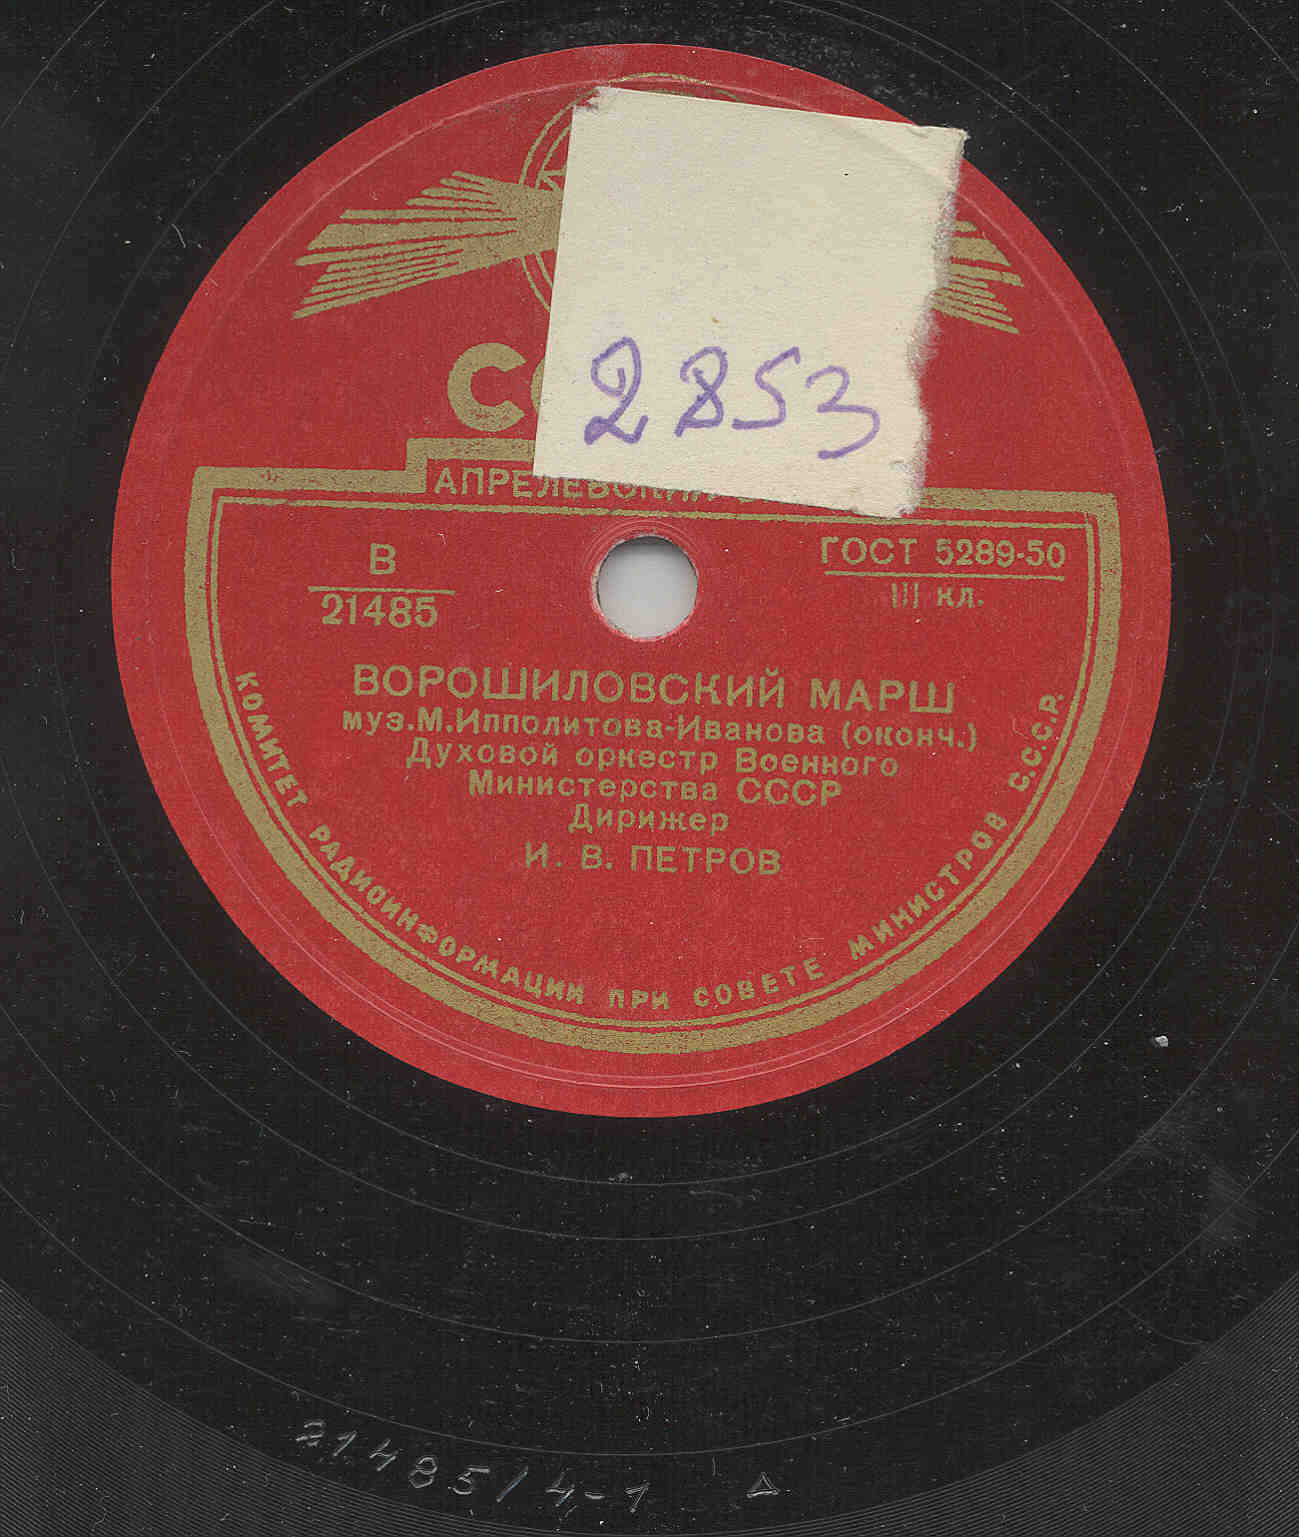 2853
АПРЕЛЕВСКИЙ
В
21485
ГОСТ 5289-50
III кл.
ВОРОШИЛОВСКИЙ МАРШ
муз.М.Ипполитова-Иванова (оконч.)
Духовой оркестр Военного
Министерства СССР
Дирижер
И. В. ПЕТРОВ
КОМИТЕТ РАДИОИНФОРМАЦИИ ПРИ СОВЕТЕ МИНИСТРОВ С.С.С.Р.
21485/4-1 Δ